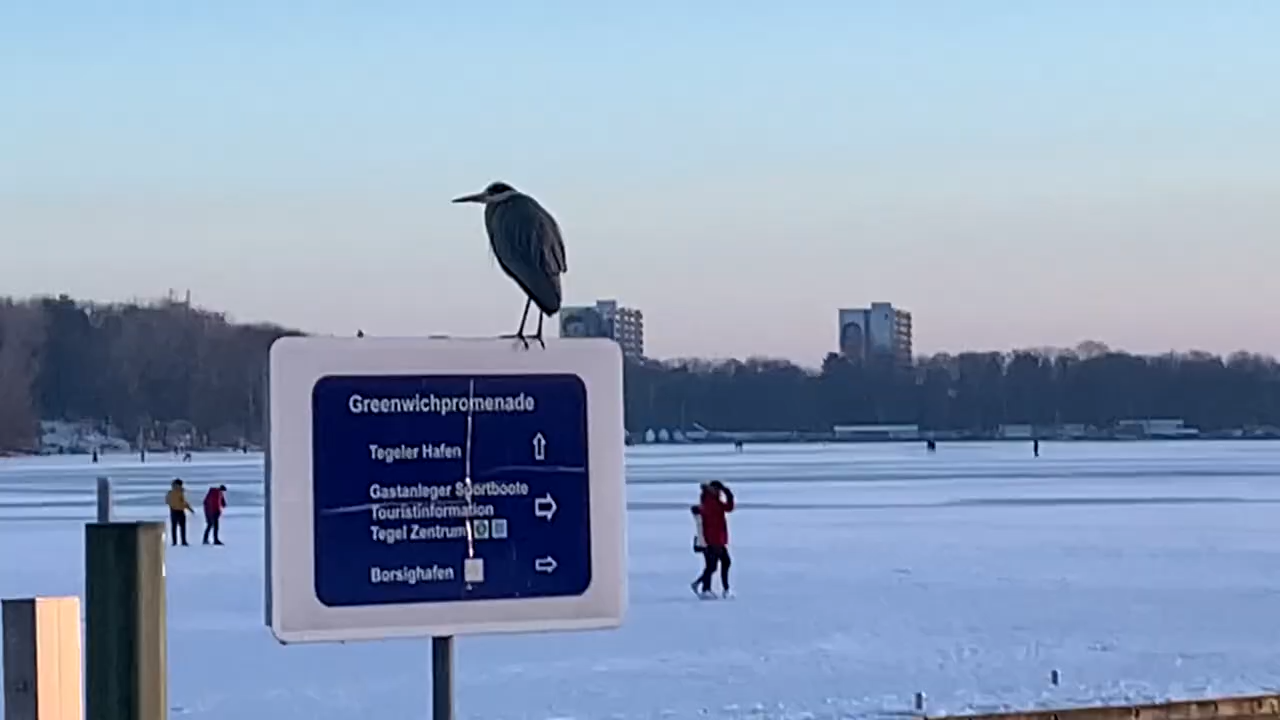 Greenwichpromenade
Tegeler Hafen
Gastanleger Sportboote
Touristinformation
Tegel Zentrum
Borsighafen